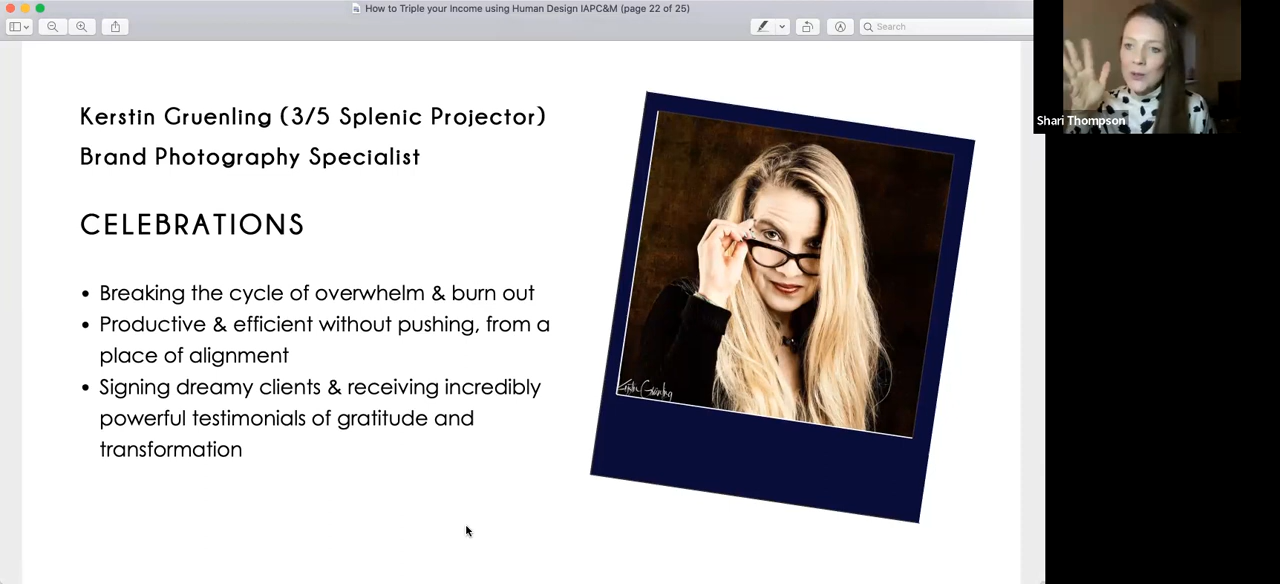 How to Triple your Income using Human Design IAPC&M (page 22 of 25)
Search
Shari Thompson
Kerstin Gruenling (3/5 Splenic Projector)
Brand Photography Specialist
CELEBRATIONS
• Breaking the cycle of overwhelm & burn out
• Productive & efficient without pushing, from a
place of alignment
• Signing dreamy clients & receiving incredibly
powerful testimonials of gratitude and
transformation